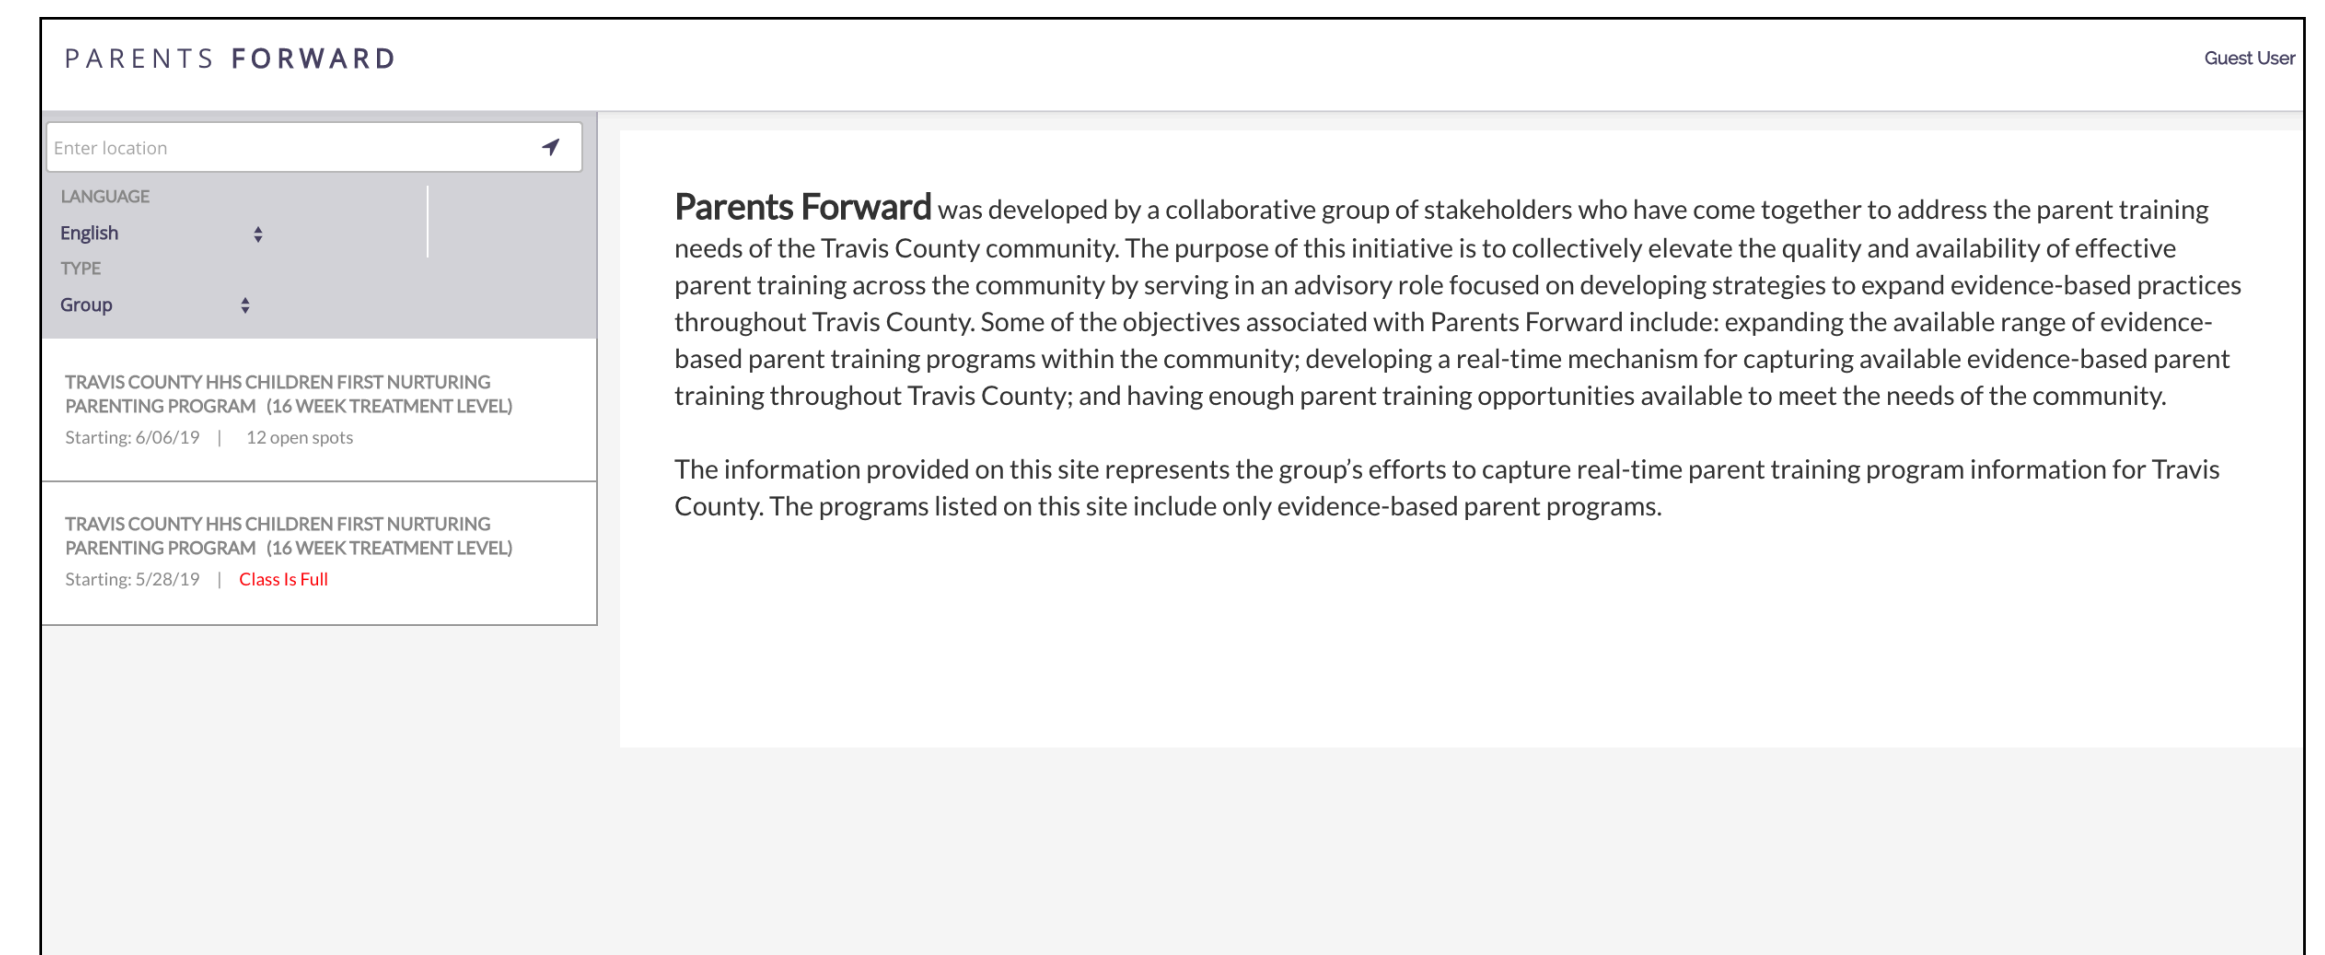 PARENTS FORWARD
Guest User
Enter location
LANGUAGE
English
TYPE
Group
TRAVIS COUNTY HHS CHILDREN FIRST NURTURING
PARENTING PROGRAM (16 WEEK TREATMENT LEVEL)
Starting: 6/06/19 | 12 open spots
TRAVIS COUNTY HHS CHILDREN FIRST NURTURING
PARENTING PROGRAM (16 WEEK TREATMENT LEVEL)
Starting: 5/28/19 | Class Is Full
Parents Forward was developed by a collaborative group of stakeholders who have come together to address the parent training
needs of the Travis County community. The purpose of this initiative is to collectively elevate the quality and availability of effective
parent training across the community by serving in an advisory role focused on developing strategies to expand evidence-based practices
throughout Travis County. Some of the objectives associated with Parents Forward include: expanding the available range of evidence-
based parent training programs within the community; developing a real-time mechanism for capturing available evidence-based parent
training throughout Travis County; and having enough parent training opportunities available to meet the needs of the community.
The information provided on this site represents the group’s efforts to capture real-time parent training program information for Travis
County. The programs listed on this site include only evidence-based parent programs.